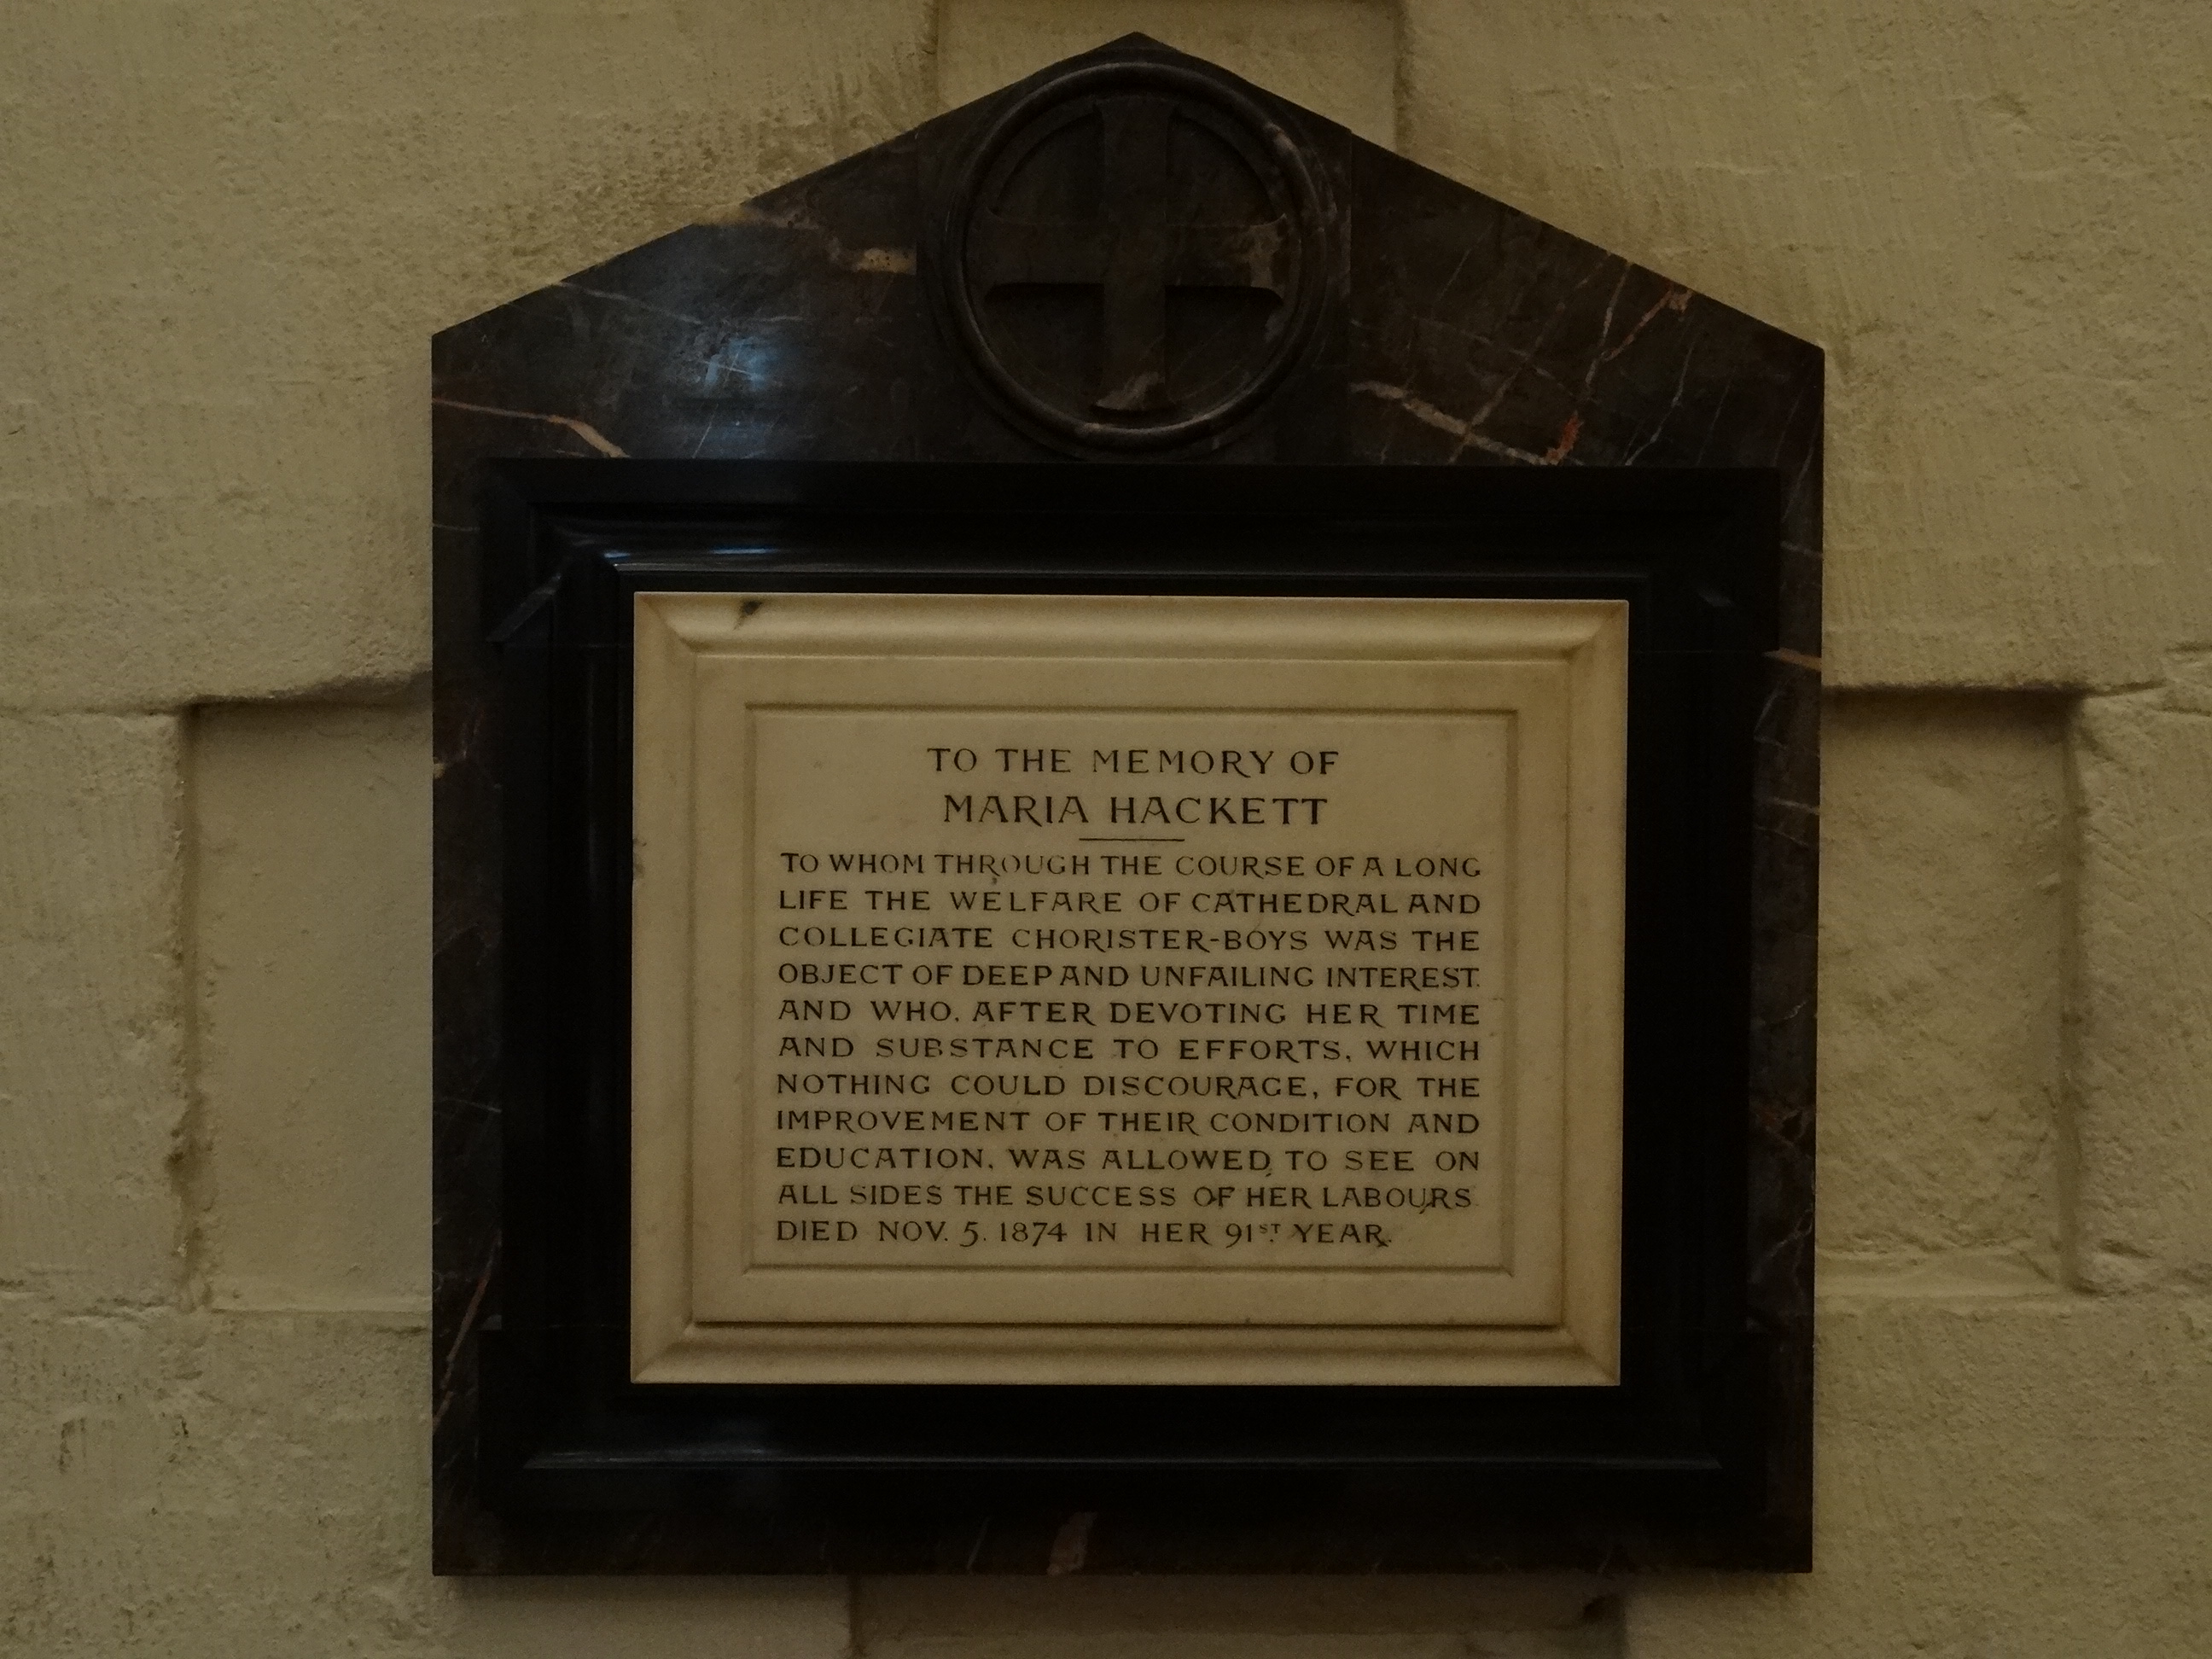 TO THE MEMORY OF
MARIA HACKETT
TO WHOM THROUGH THE COURSE OF A LONG
LIFE THE WELFARE OF CATHEDRAL AND
COLLEGIATE CHORISTER-BOYS WAS THE
OBJECT OF DEEP AND UNFAILING INTEREST.
AND WHO, AFTER DEVOTING HER TIME
AND SUBSTANCE TO EFFORTS, WHICH
NOTHING COULD DISCOURAGE, FOR THE
IMPROVEMENT OF THEIR CONDITION AND
EDUCATION, WAS ALLOWED TO SEE ON
ALL SIDES THE SUCCESS OF HER LABOURS
DIED NOV. 5. 1874 IN HER 91ST YEAR.